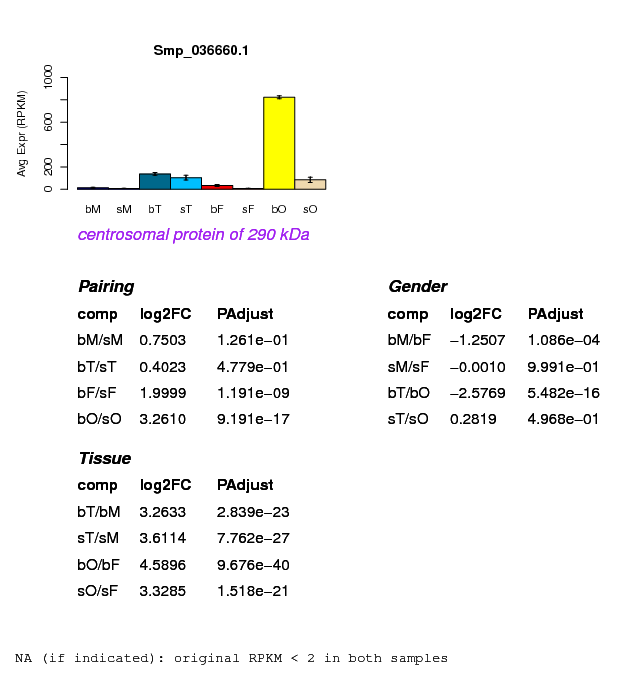 Smp_036660.1
Avg Expr (RPKM)
1000
600
200
0
bM sM bT sT bF sF bO sO
centrosomal protein of 290 kDa
Pairing
comp log2FC PAdjust
bM/sM 0.7503 1.261e−01
bT/sT 0.4023 4.779e−01
bF/sF 1.9999 1.191e−09
bO/sO 3.2610 9.191e−17
Gender
comp log2FC PAdjust
bM/bF −1.2507 1.086e−04
sM/sF −0.0010 9.991e−01
bT/bO −2.5769 5.482e−16
sT/sO 0.2819 4.968e−01
Tissue
comp log2FC PAdjust
bT/bM 3.2633 2.839e−23
sT/sM 3.6114 7.762e−27
bO/bF 4.5896 9.676e−40
sO/sF 3.3285 1.518e−21
NA (if indicated): original RPKM < 2 in both samples